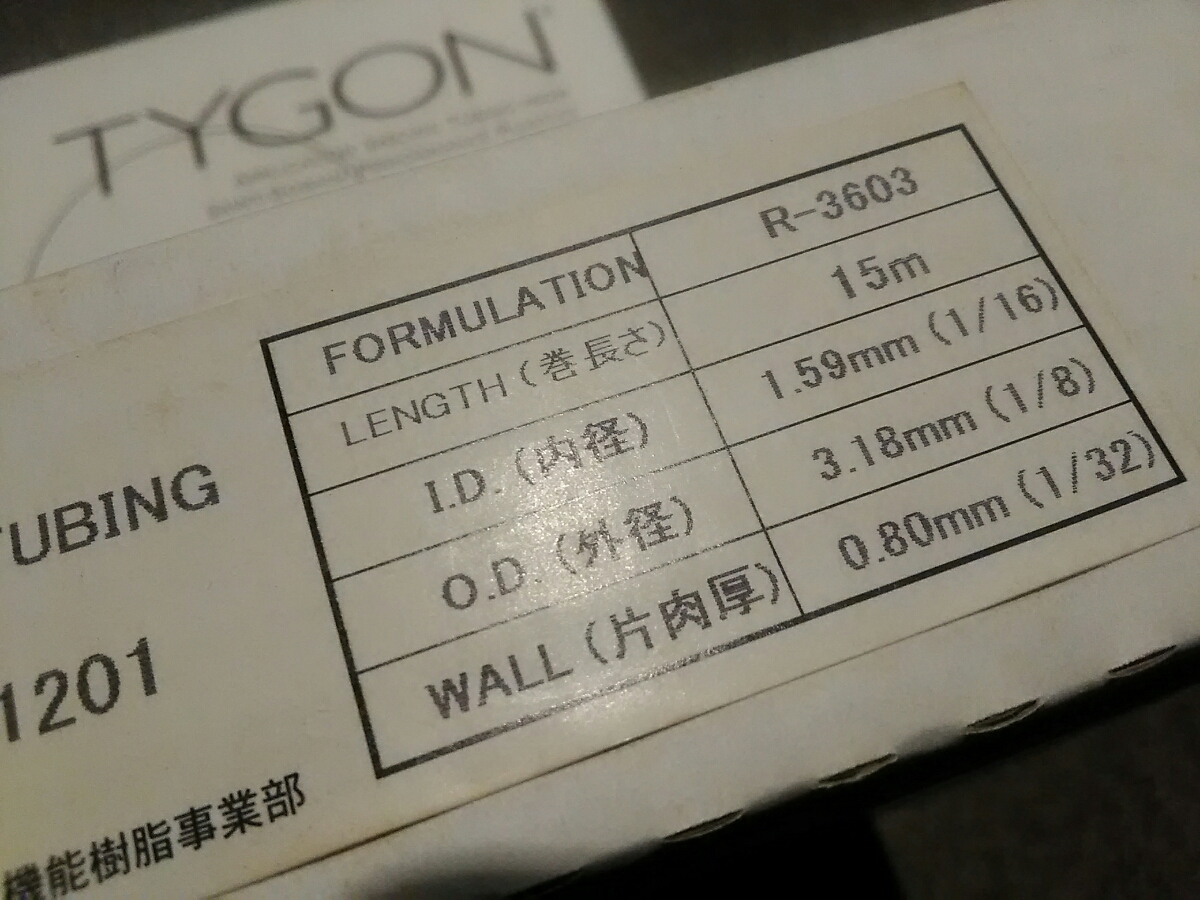 TYGON
FORMULATION R-3603
LENGTH (巻長さ) 15m
I.D. (内径) 1.59mm (1/16)
O.D. (外径) 3.18mm (1/8)
WALL (片肉厚) 0.80mm (1/32)
TUBING
1201
機能樹脂事業部